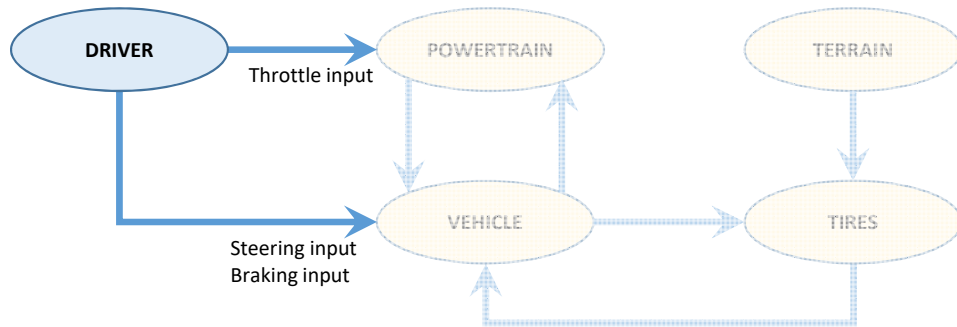 DRIVER
POWERTRAIN
TERRAIN
Throttle input
VEHICLE
TIRES
Steering input
Braking input